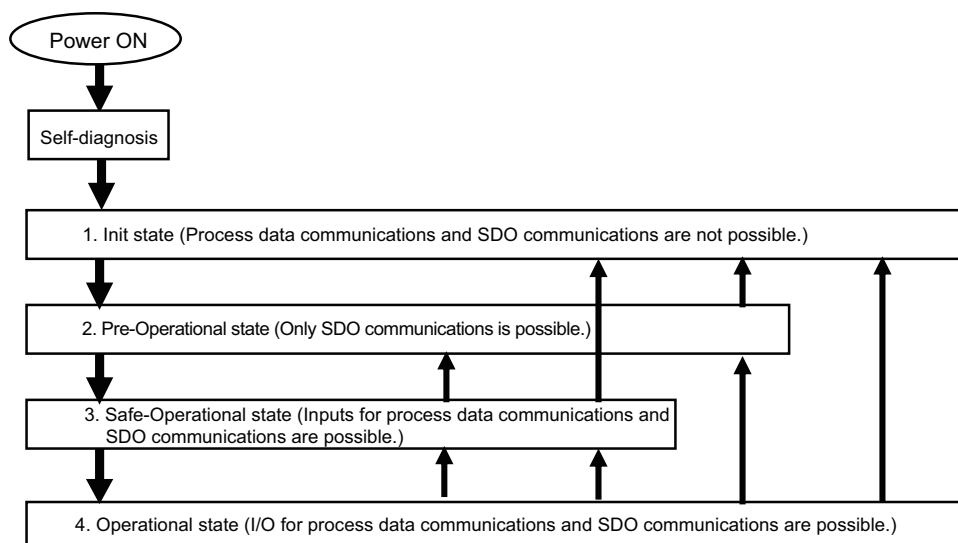 Power ON
Self-diagnosis
1. Init state (Process data communications and SDO communications are not possible.)
2. Pre-Operational state (Only SDO communications is possible.)
3. Safe-Operational state (Inputs for process data communications and
SDO communications are possible.)
4. Operational state (I/O for process data communications and SDO communications are possible.)